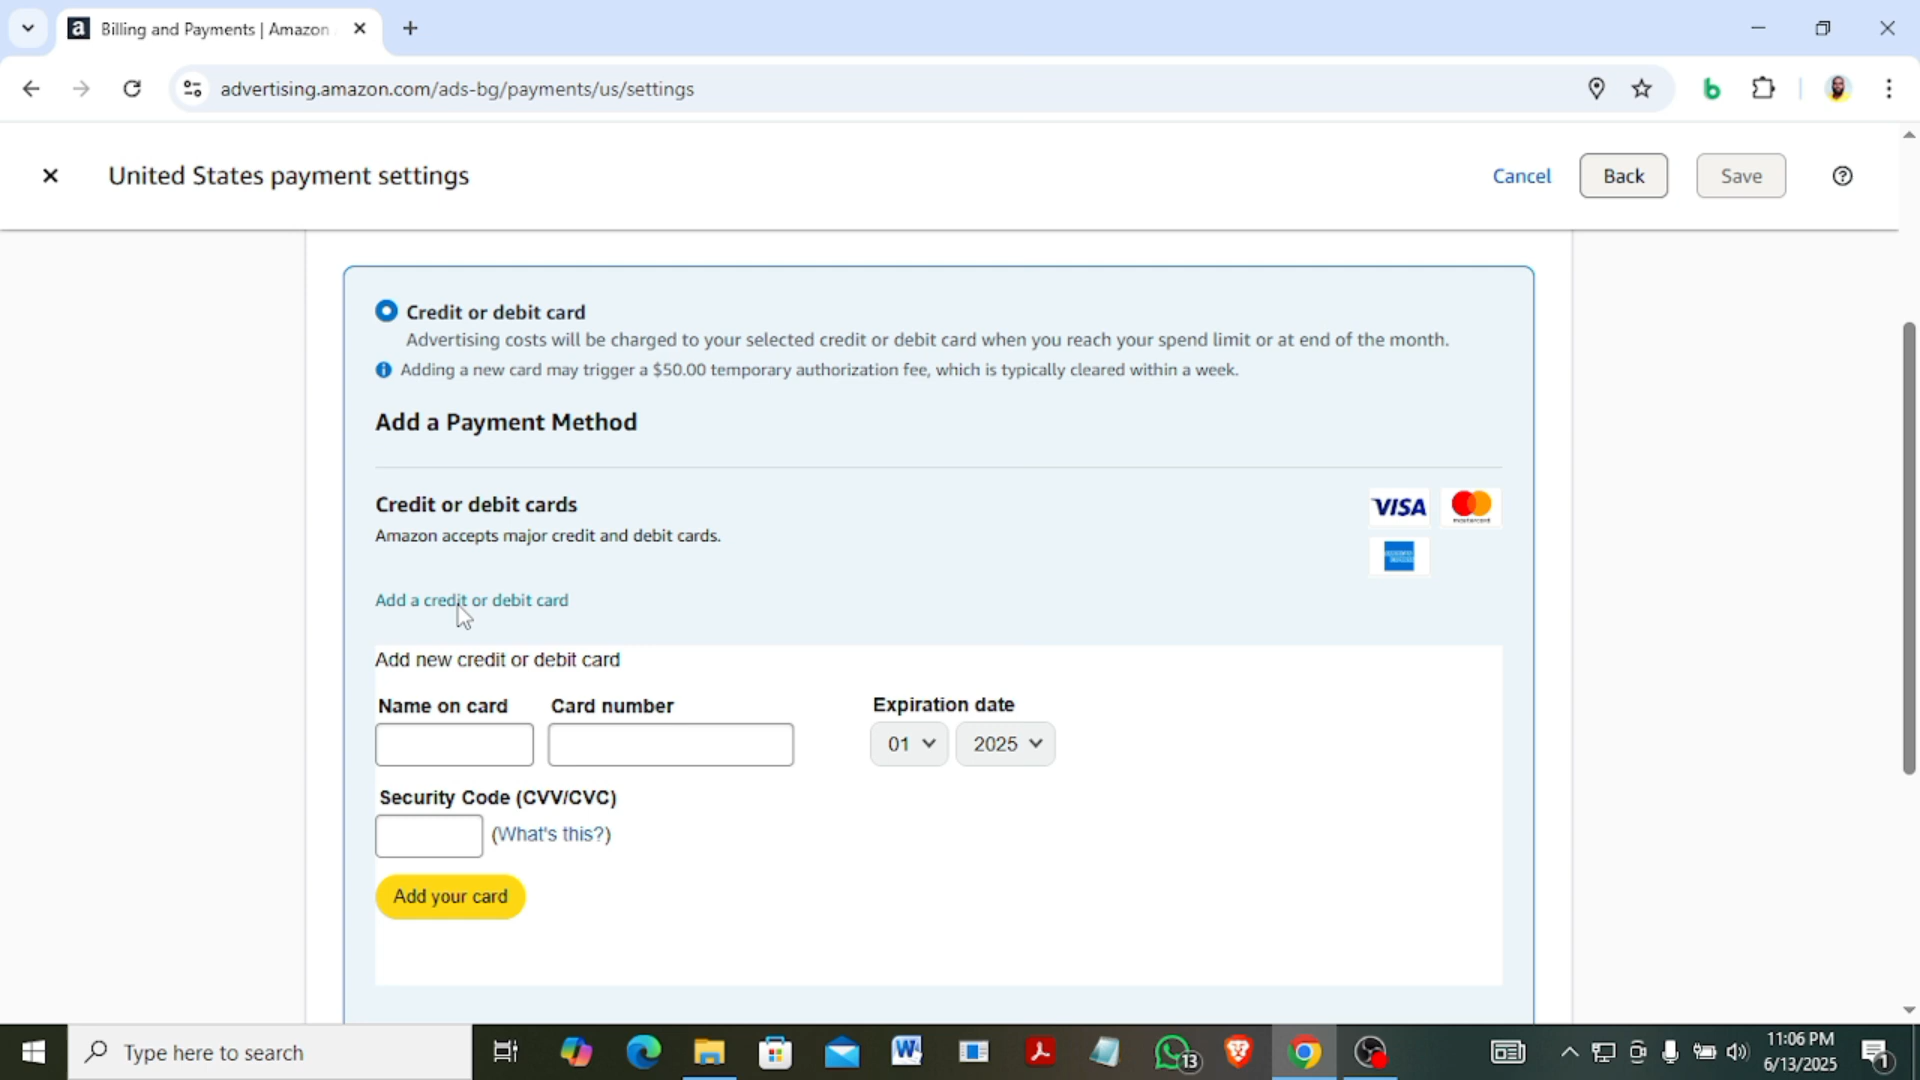 Billing and Payments | Amazon
advertising.amazon.com/ads-bg/payments/us/settings
United States payment settings
Cancel
Back
Save
Credit or debit card
Advertising costs will be charged to your selected credit or debit card when you reach your spend limit or at end of the month.
Adding a new card may trigger a $50.00 temporary authorization fee, which is typically cleared within a week.
Add a Payment Method
Credit or debit cards
VISA
mastercard
Amazon accepts major credit and debit cards.
Add a credit or debit card
Add new credit or debit card
Name on card
Card number
Expiration date
01
2025
Security Code (CVV/CVC)
(What's this?)
Add your card
Type here to search
13
11:06 PM
6/13/2025
1